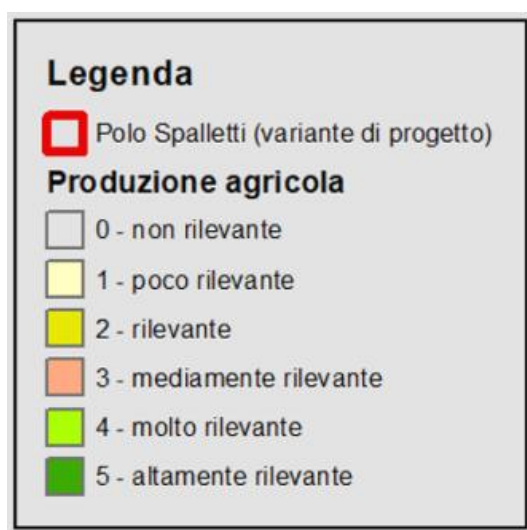 Legenda
Polo Spalletti (variante di progetto)
Produzione agricola
0 - non rilevante
1 - poco rilevante
2 - rilevante
3 - mediamente rilevante
4 - molto rilevante
5 - altamente rilevante